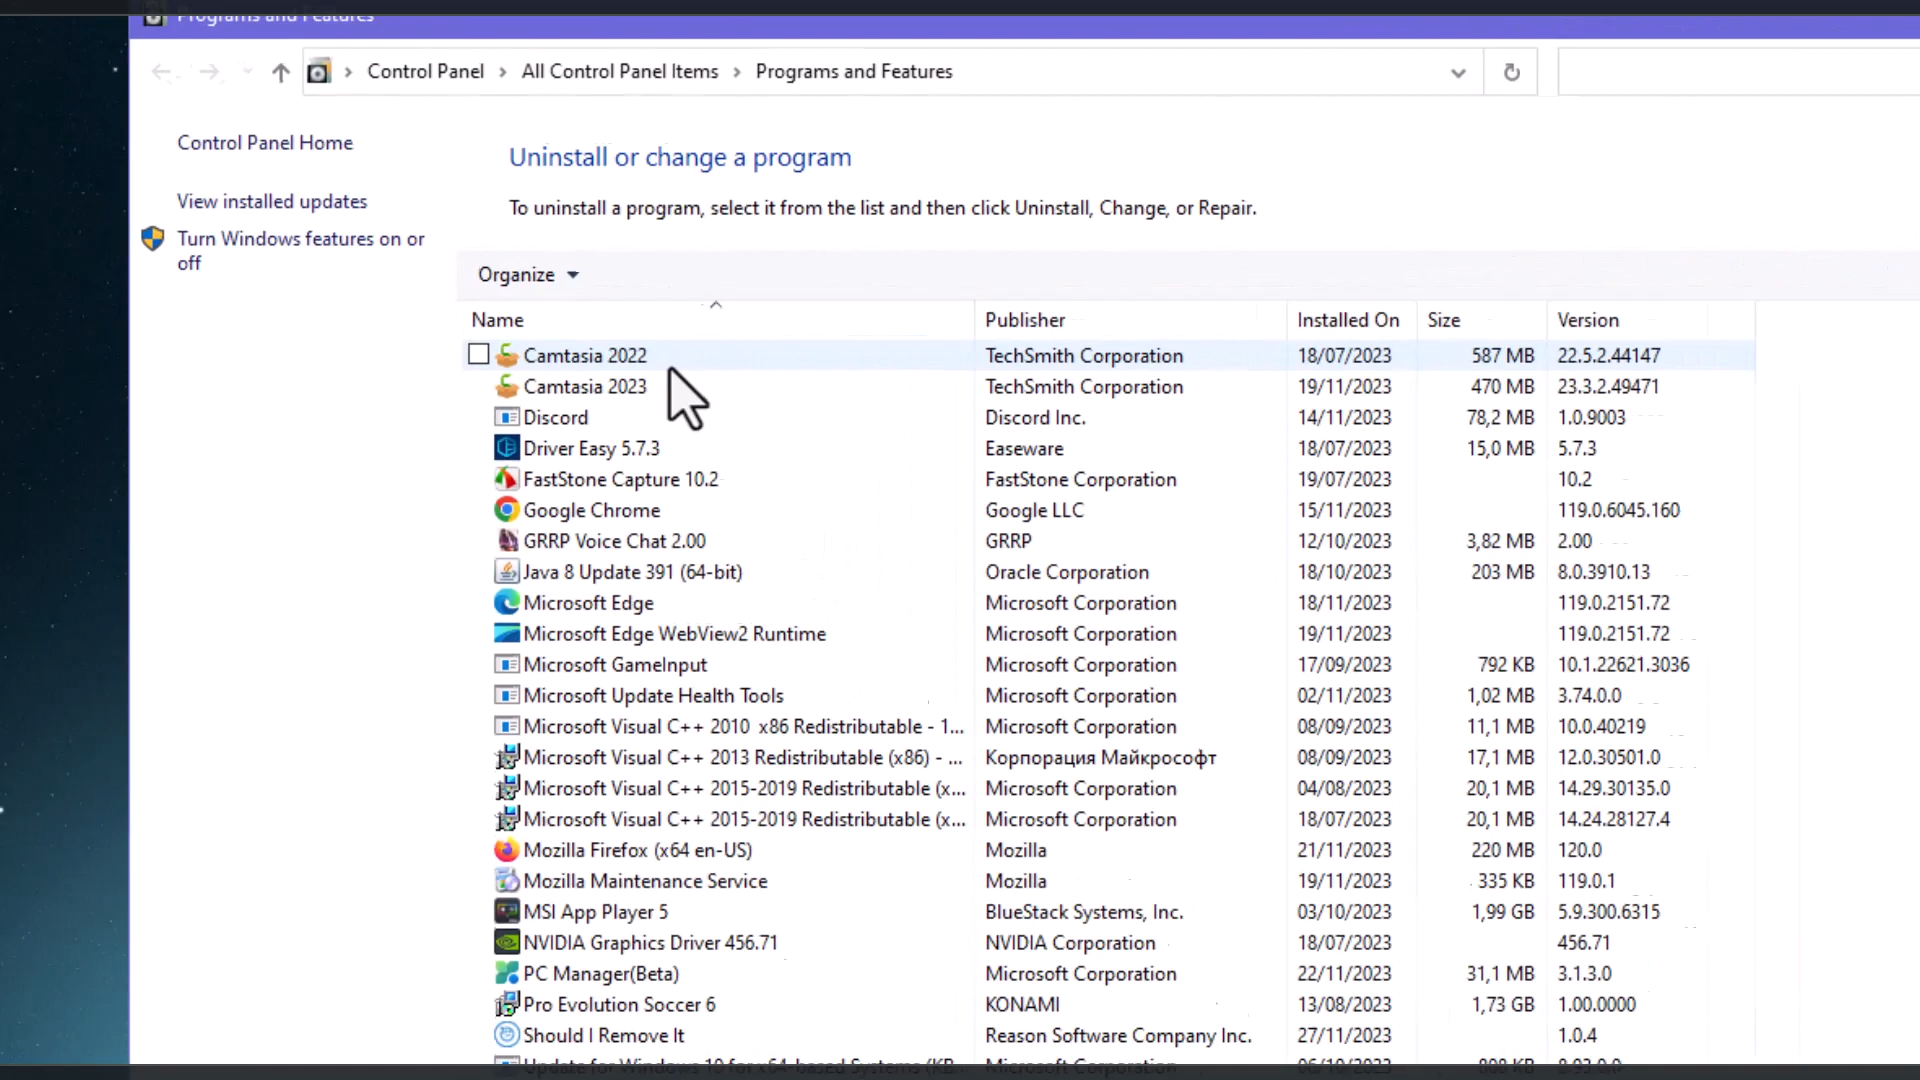 Programs and Features
Control Panel > All Control Panel Items > Programs and Features
Control Panel Home
View installed updates
Turn Windows features on or
off
Uninstall or change a program
To uninstall a program, select it from the list and then click Uninstall, Change, or Repair.
Organize
Name Publisher Installed On Size Version
Camtasia 2022 TechSmith Corporation 18/07/2023 587 MB 22.5.2.44147
Camtasia 2023 TechSmith Corporation 19/11/2023 470 MB 23.3.2.49471
Discord Discord Inc. 14/11/2023 78,2 MB 1.0.9003
Driver Easy 5.7.3 Easeware 18/07/2023 15,0 MB 5.7.3
FastStone Capture 10.2 FastStone Corporation 19/07/2023 10.2
Google Chrome Google LLC 15/11/2023 119.0.6045.160
GRRP Voice Chat 2.00 GRRP 12/10/2023 3,82 MB 2.00
Java 8 Update 391 (64-bit) Oracle Corporation 18/10/2023 203 MB 8.0.3910.13
Microsoft Edge Microsoft Corporation 18/11/2023 119.0.2151.72
Microsoft Edge WebView2 Runtime Microsoft Corporation 19/11/2023 119.0.2151.72
Microsoft GameInput Microsoft Corporation 17/09/2023 792 KB 10.1.22621.3036
Microsoft Update Health Tools Microsoft Corporation 02/11/2023 1,02 MB 3.74.0.0
Microsoft Visual C++ 2010 x86 Redistributable - 1... Microsoft Corporation 08/09/2023 11,1 MB 10.0.40219
Microsoft Visual C++ 2013 Redistributable (x86) - ... Корпорация Майкрософт 08/09/2023 17,1 MB 12.0.30501.0
Microsoft Visual C++ 2015-2019 Redistributable (x... Microsoft Corporation 04/08/2023 20,1 MB 14.29.30135.0
Microsoft Visual C++ 2015-2019 Redistributable (x... Microsoft Corporation 18/07/2023 20,1 MB 14.24.28127.4
Mozilla Firefox (x64 en-US) Mozilla 21/11/2023 220 MB 120.0
Mozilla Maintenance Service Mozilla 19/11/2023 335 KB 119.0.1
MSI App Player 5 BlueStack Systems, Inc. 03/10/2023 1,99 GB 5.9.300.6315
NVIDIA Graphics Driver 456.71 NVIDIA Corporation 18/07/2023 456.71
PC Manager(Beta) Microsoft Corporation 22/11/2023 31,1 MB 3.1.3.0
Pro Evolution Soccer 6 KONAMI 13/08/2023 1,73 GB 1.00.0000
Should I Remove It Reason Software Company Inc. 27/11/2023 1.0.4
Update for Windows 10 for x64-based Systems (KB... Microsoft Corporation 06/10/2023